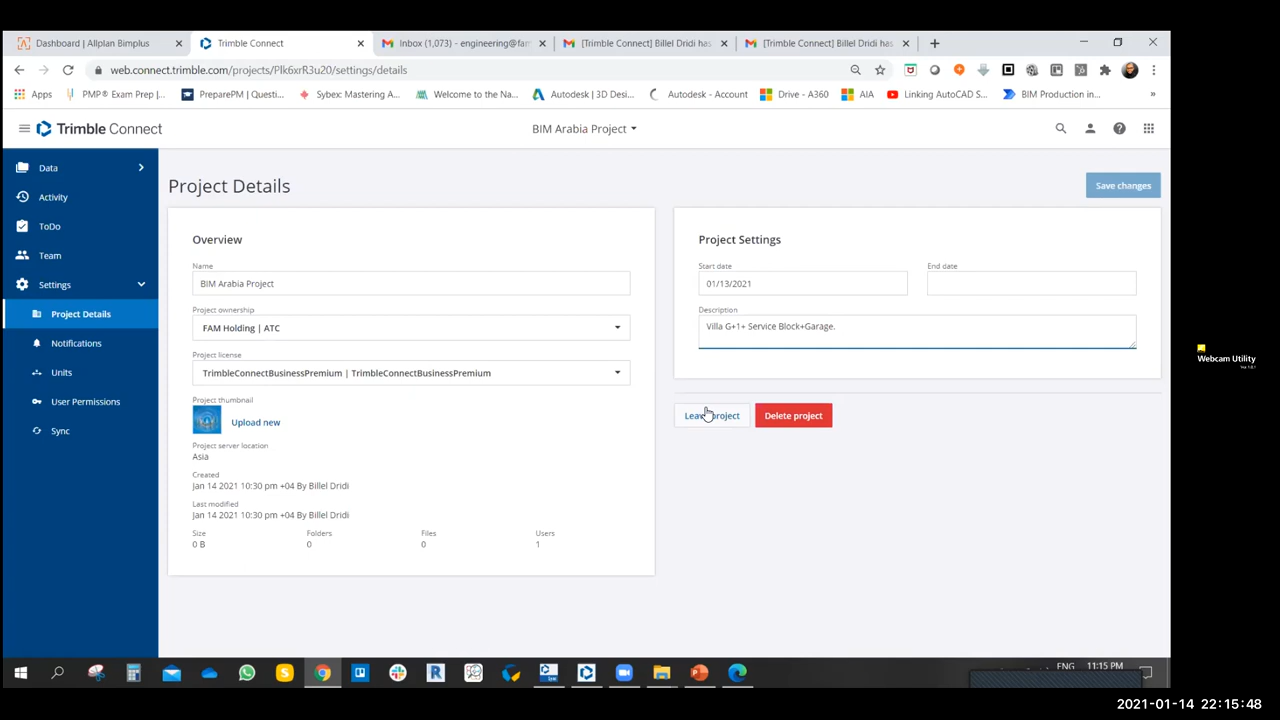 Dashboard | Allplan Bimplus
Trimble Connect
Inbox (1,073) - engineering@fam
[Trimble Connect] Billel Dridi has
[Trimble Connect] Billel Dridi has
web.connect.trimble.com/projects/Plk6xrR3u20/settings/details
Apps
PMP® Exam Prep |...
PreparePM | Questi...
Sybex: Mastering A...
Welcome to the Na...
Autodesk | 3D Desi...
Autodesk - Account
Drive - A360
AIA
Linking AutoCAD S...
BIM Production in...
Trimble Connect
BIM Arabia Project
Data
Activity
ToDo
Team
Settings
Project Details
Notifications
Units
User Permissions
Sync
Project Details
Save changes
Overview
Name
BIM Arabia Project
Project ownership
FAM Holding | ATC
Project license
TrimbleConnectBusinessPremium | TrimbleConnectBusinessPremium
Project thumbnail
Upload new
Project server location
Asia
Created
Jan 14 2021 10:30 pm +04 By Billel Dridi
Last modified
Jan 14 2021 10:30 pm +04 By Billel Dridi
Size Folders Files Users
0 B 0 0 1
Project Settings
Start date
01/13/2021
End date
Description
Villa G+1+ Service Block+Garage.
Leave project
Delete project
Webcam Utility
ENG
11:15 PM
2021-01-14 22:15:48